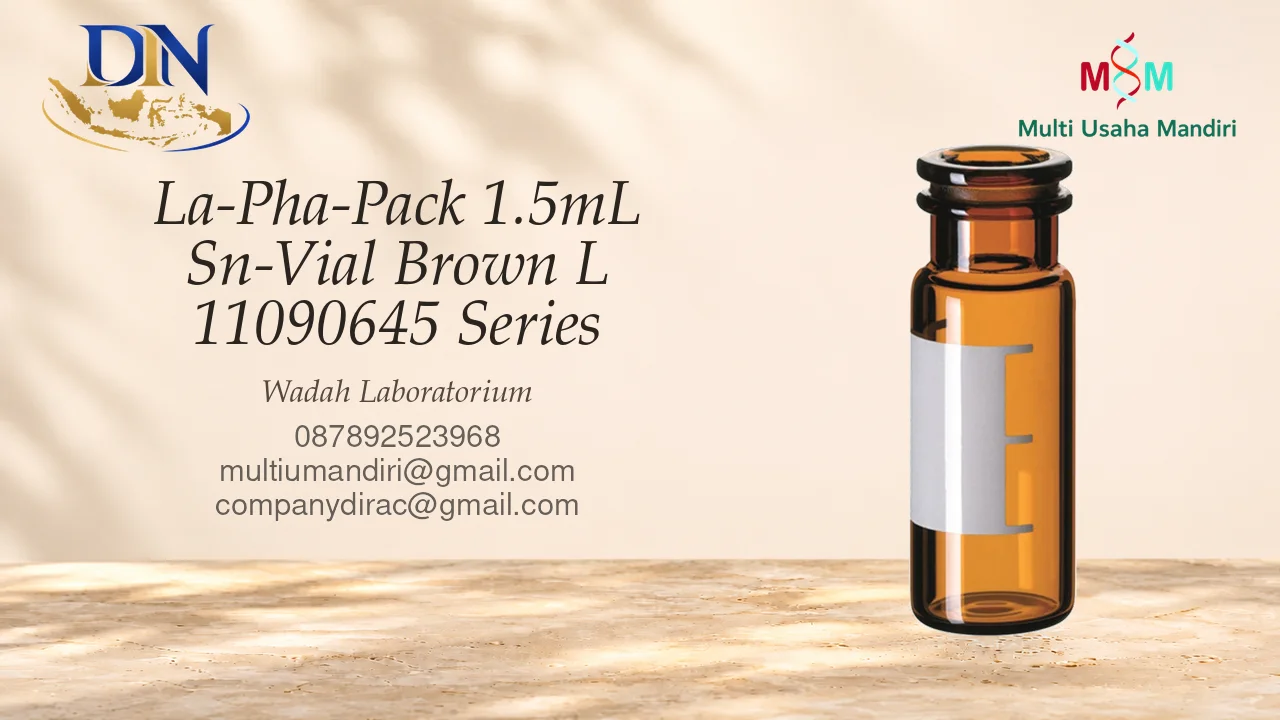 DIN
M M
Multi Usaha Mandiri
La-Pha-Pack 1.5mL
Sn-Vial Brown L
11090645 Series
Wadah Laboratorium
087892523968
multiumandiri@gmail.com
companydirac@gmail.com